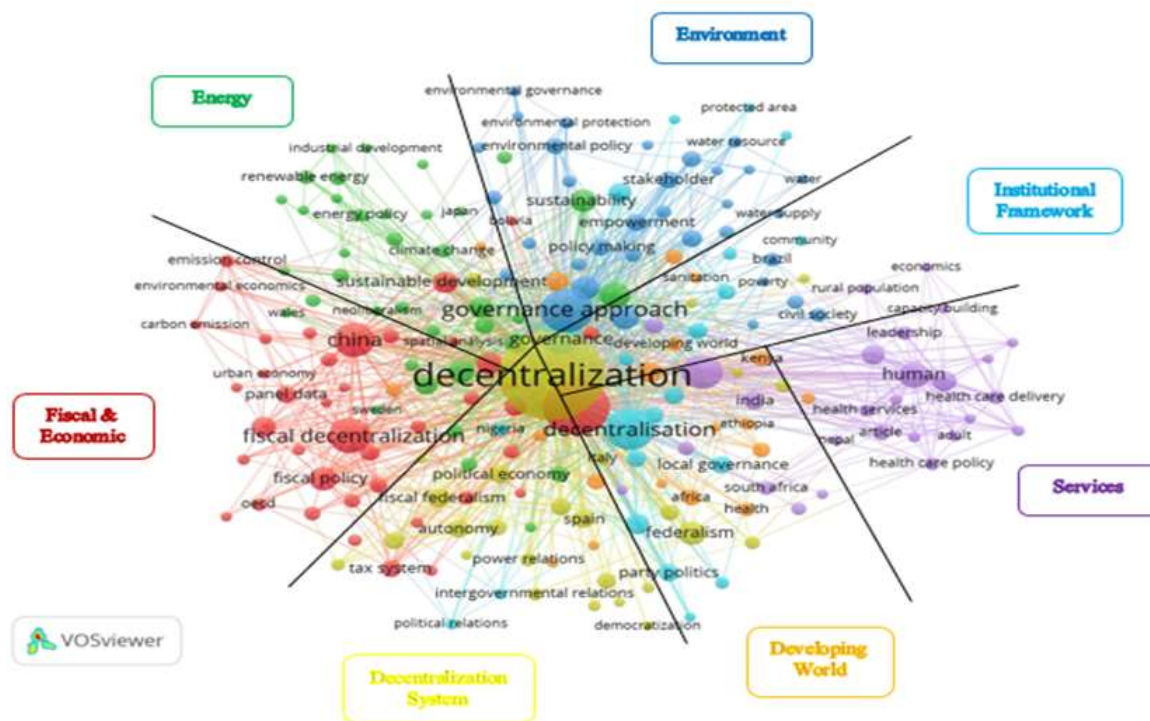 Environment
Energy
environmental governance
protected area
environmental protection
industrial development
environmental policy
water resource
renewable energy
stakeholder
water
sustainability
Institutional
Framework
energy policy
japan
bolivia
empowerment
water supply
climate change
policy making
community
emission control
brazil
economics
sustainable development
sanitation
poverty
rural population
environmental economics
neoliberalism
governance approach
capacity building
wales
civil society
carbon emission
china
spatial analysis
governance
developing world
leadership
kenya
urban economy
decentralization
human
panel data
india
health care delivery
Fiscal &
Economic
sweden
health services
fiscal decentralization
nigeria
decentralisation
ethiopia
nepal
article
adult
italy
political economy
local governance
health care policy
fiscal policy
south africa
Services
oecd
fiscal federalism
africa
health
autonomy
spain
federalism
power relations
tax system
party politics
intergovernmental relations
political relations
democratization
VOSviewer
Developing
World
Decentralization
System